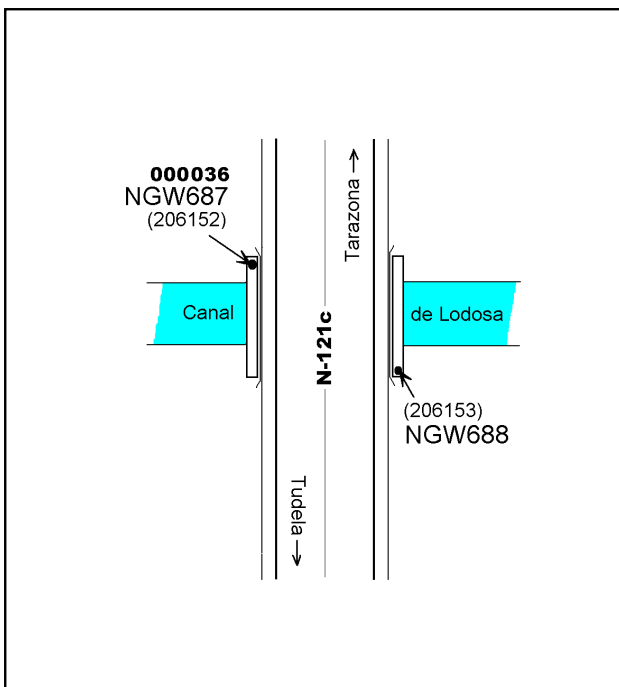 000036
NGW687
(206152)
Tarazona
Canal
de Lodosa
N-121c
(206153)
NGW688
Tudela